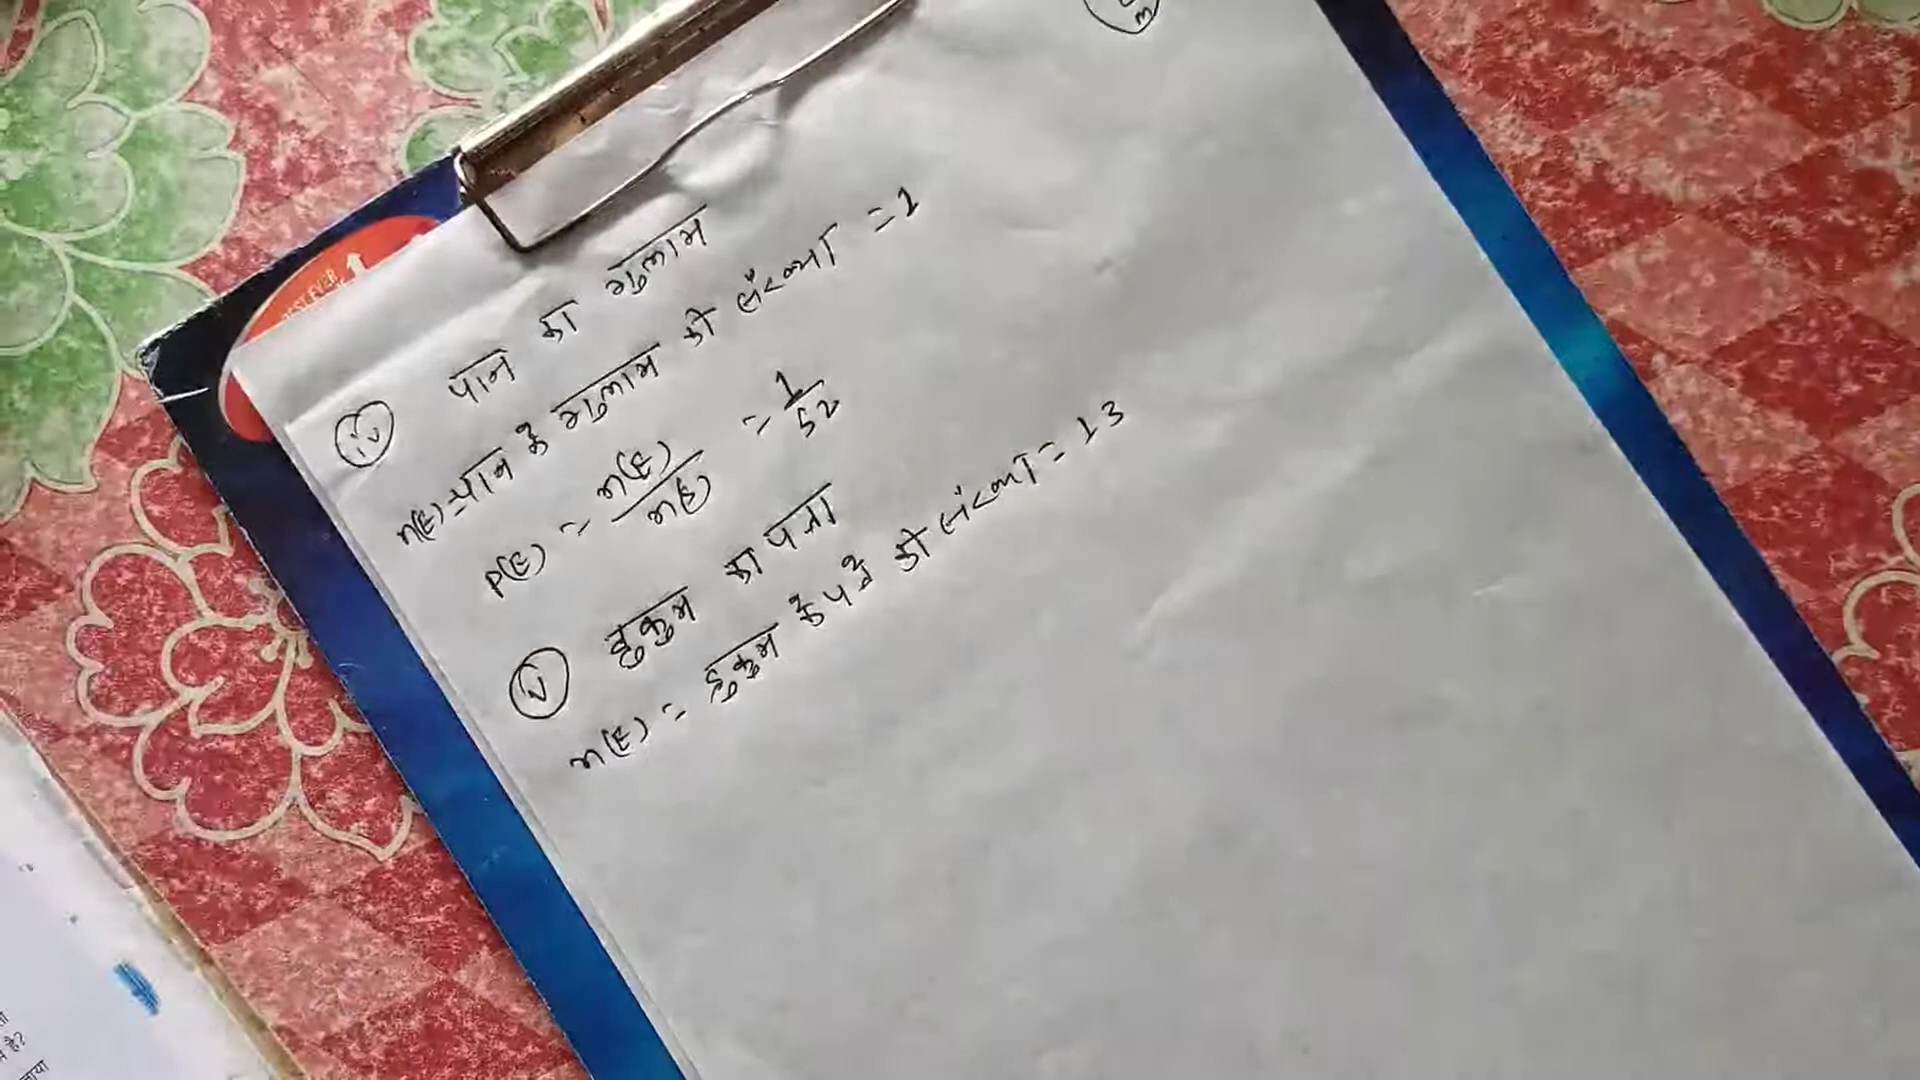 iv पान का गुलाम
n(E) = पान के गुलाम की संख्या = 1
P(E) = n(E)/n(S) = 1/52
v हुकुम का पत्ता
n(E) = हुकुम के पत्ते की संख्या = 13
है?